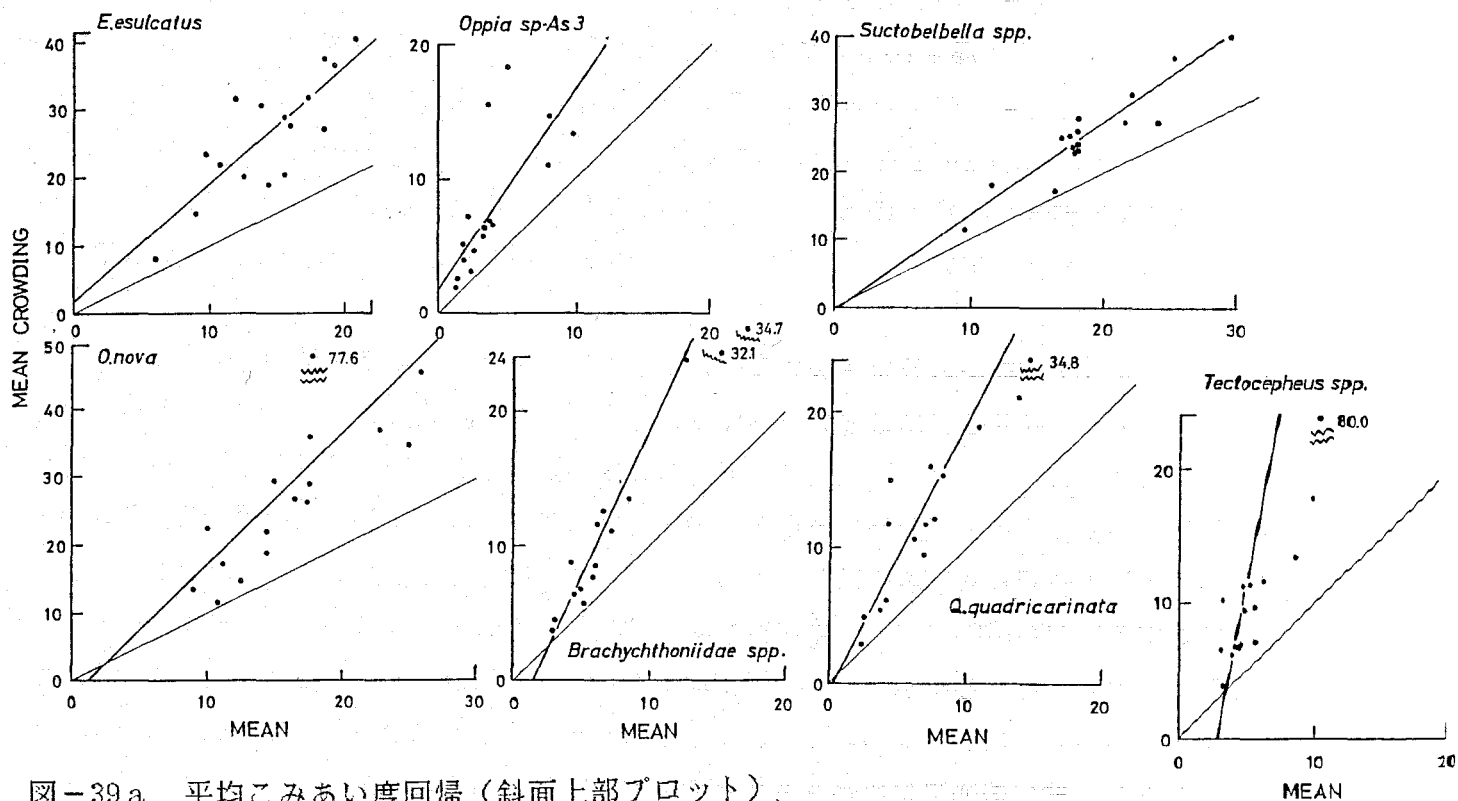 E.esulcatus
Oppia sp-As3
Suctobelbella spp.
40
30
20
10
0
0 10 20
20
10
0
0 10 20
40
30
20
10
0
0 10 20 30
MEAN CROWDING
O.nova
77.6
50
40
30
20
10
0
0 10 20 30
MEAN
34.7
32.1
24
20
10
0
0 10 20
Brachychthoniidae spp.
MEAN
34.8
20
10
0
0 10 20
Q.quadricarinata
MEAN
Tectocepheus spp.
80.0
20
10
0
0 10 20
MEAN
図-39a 平均こみあい度回帰（斜面上部プロット）